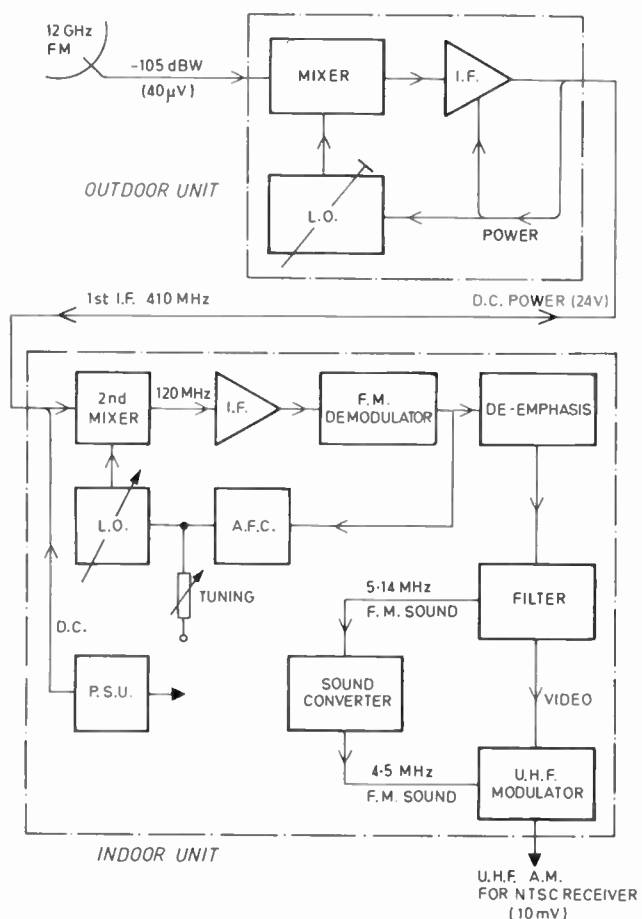 12 GHz
FM
-105 dBW
(40μV)
MIXER
I.F.
OUTDOOR UNIT
L.O.
POWER
1st I.F. 410 MHz
D.C. POWER (24V)
2nd
MIXER
120 MHz
I.F.
F.M.
DEMODULATOR
DE-EMPHASIS
L.O.
A.F.C.
TUNING
5·14 MHz
F.M. SOUND
FILTER
D.C.
P.S.U.
SOUND
CONVERTER
VIDEO
4·5 MHz
F.M. SOUND
U.H.F.
MODULATOR
INDOOR UNIT
U.H.F. A.M.
FOR NTSC RECEIVER
(10mV)